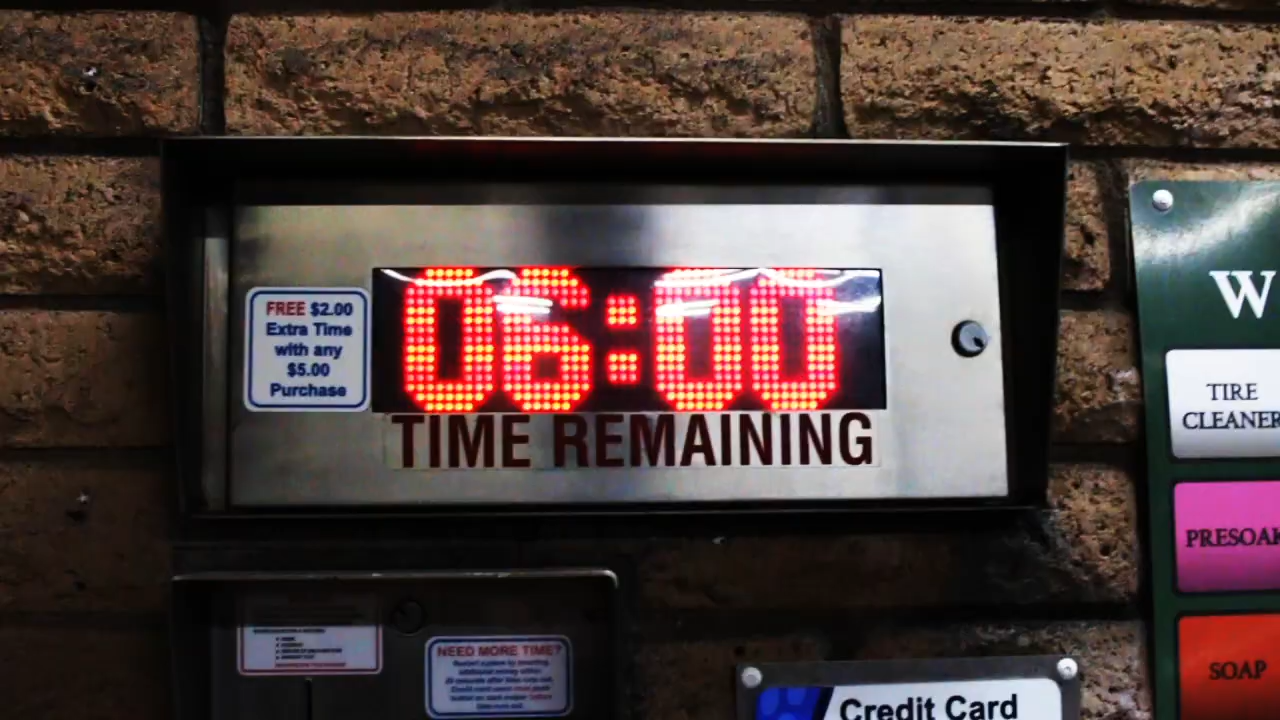 FREE $2.00
Extra Time
with any
$5.00
Purchase
06:00
TIME REMAINING
W
TIRE
CLEANER
PRESOAK
SOAP
NEED MORE TIME?
Credit Card